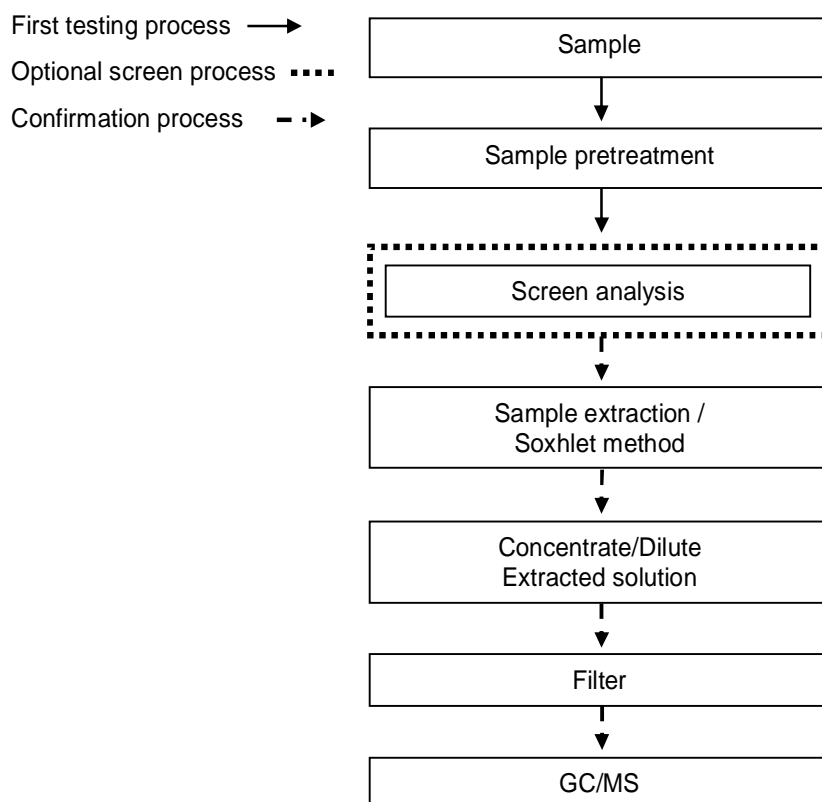 First testing process
Optional screen process
Confirmation process
Sample
Sample pretreatment
Screen analysis
Sample extraction /
Soxhlet method
Concentrate/Dilute
Extracted solution
Filter
GC/MS